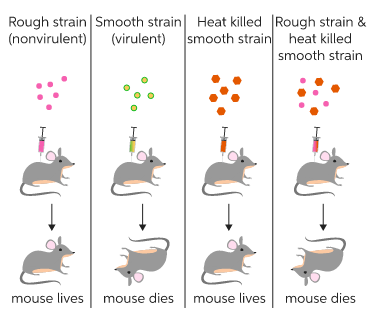 Rough strain
(nonvirulent)
Smooth strain
(virulent)
Heat killed
smooth strain
Rough strain &
heat killed
smooth strain
mouse lives
mouse dies
mouse lives
mouse dies